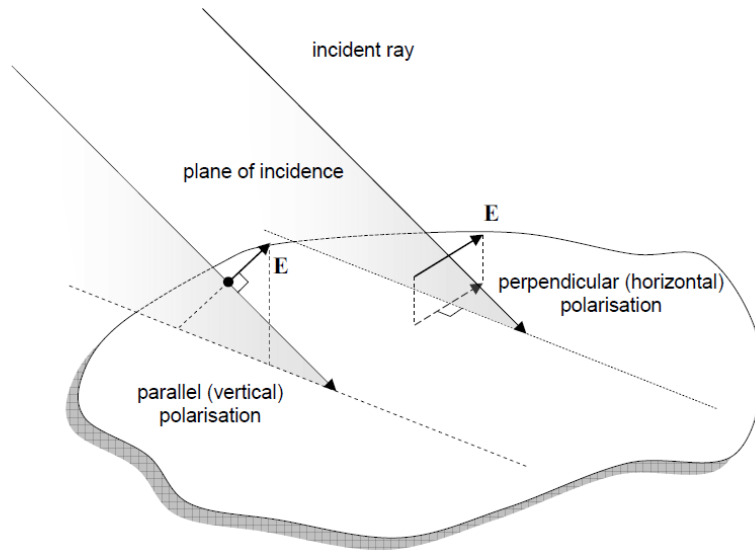 incident ray
plane of incidence
E
E
perpendicular (horizontal)
polarisation
parallel (vertical)
polarisation